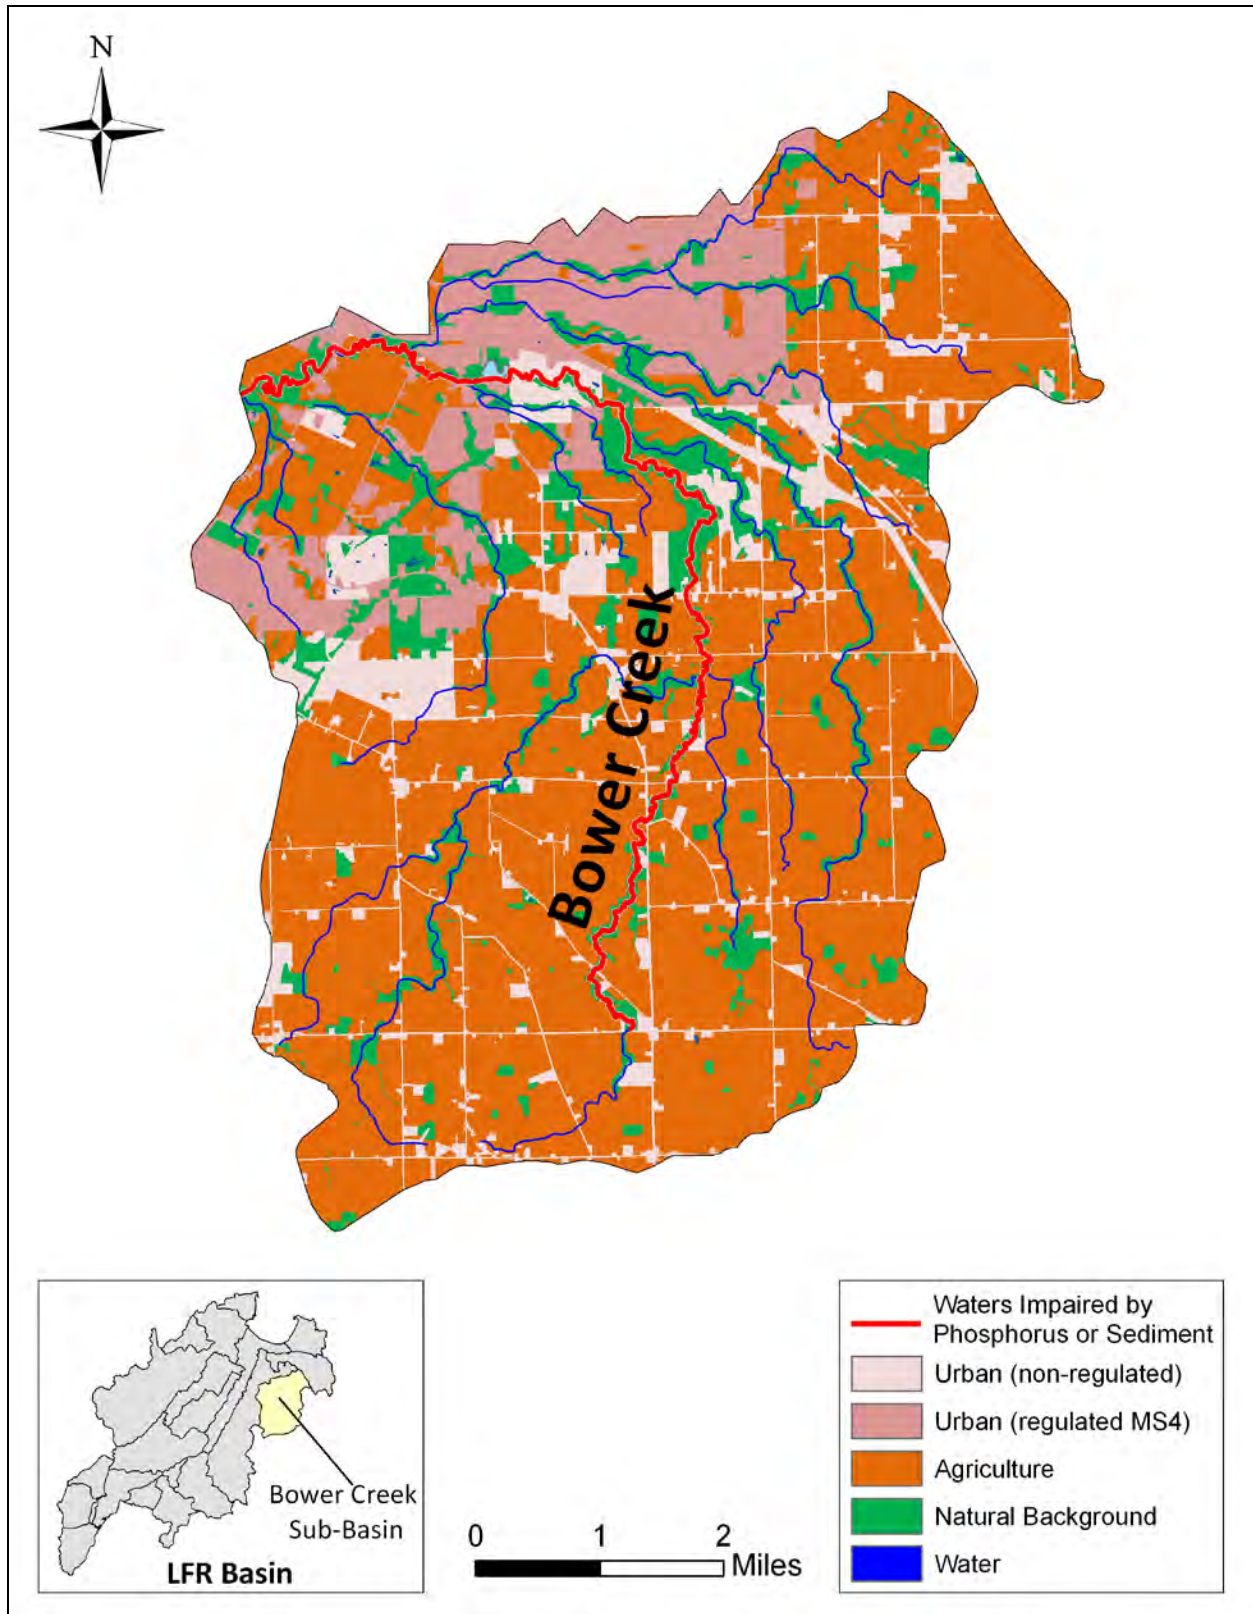 N
Bower Creek
Bower Creek
Sub-Basin
LFR Basin
0 1 2
Miles
Waters Impaired by
Phosphorus or Sediment
Urban (non-regulated)
Urban (regulated MS4)
Agriculture
Natural Background
Water